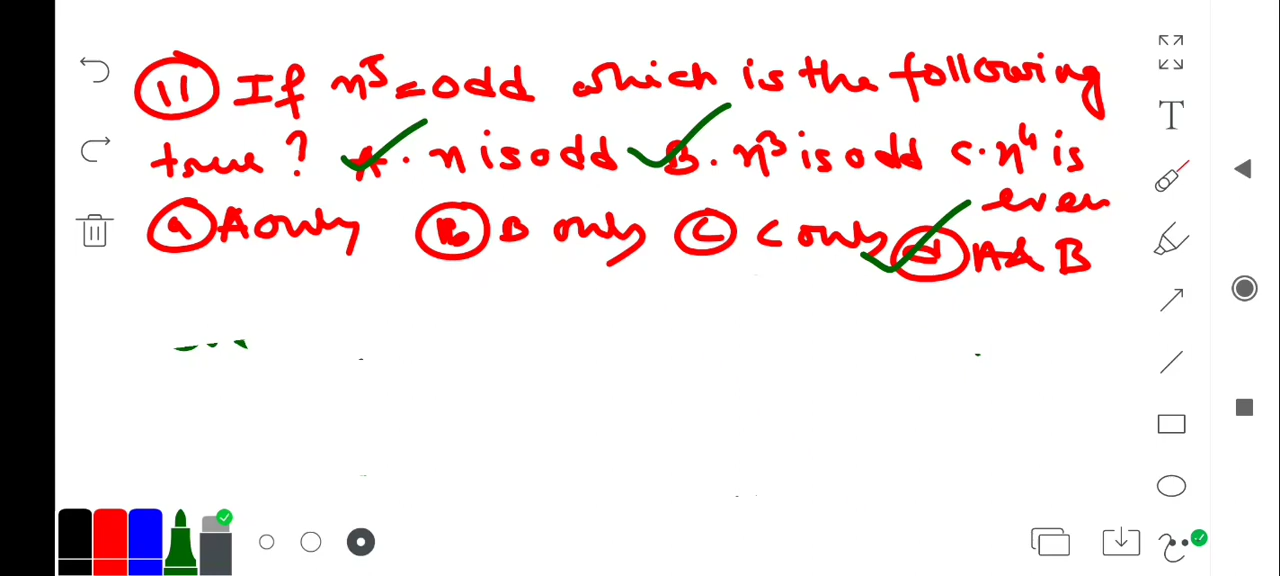 11 If n⁵=odd which is the following
true? A. n is odd B. n³ is odd c. n⁴ is
even
a A only B B only C C only d A & B
T